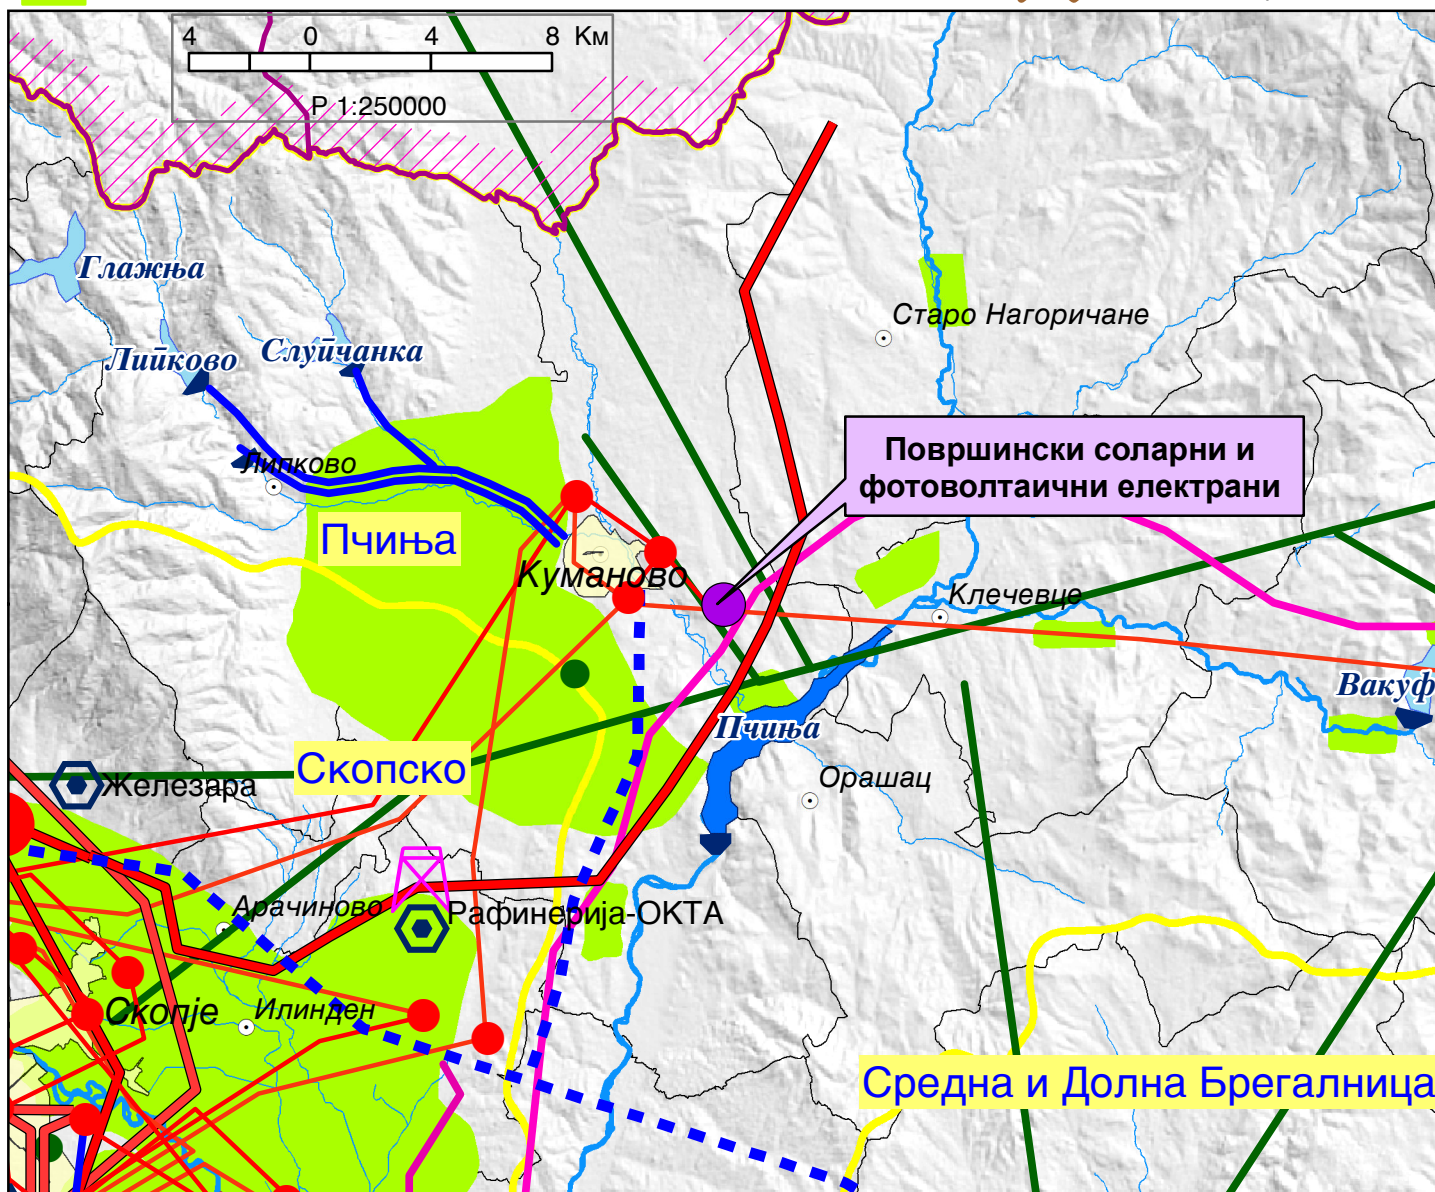 4 0 4 8 Км
Р 1:250000
Глажња
Липково
Слупчанка
Старо Нагоричане
Површински соларни и
фотоволтаични електрани
Липково
Пчиња
Куманово
Клечевце
Вакуф
Пчиња
Скопско
Железара
Орашац
Арачиново
Рафинерија-ОКТА
Скопје
Илинден
Средна и Долна Брегалница